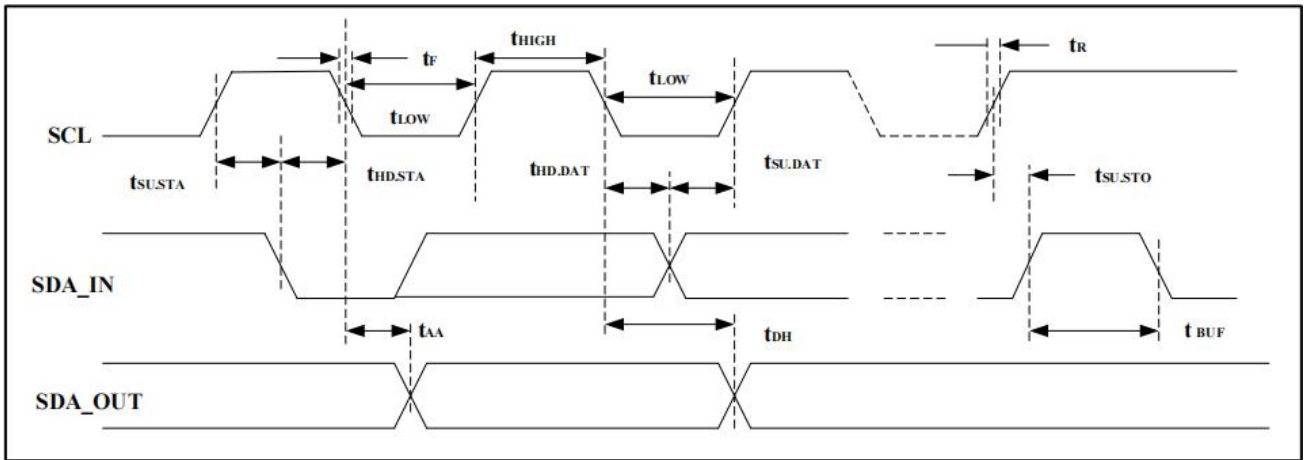 tF
tHIGH
tR
tLOW
tLOW
SCL
tSU.STA
tHD.STA
tHD.DAT
tSU.DAT
tSU.STO
SDA_IN
tAA
tDH
tBUF
SDA_OUT